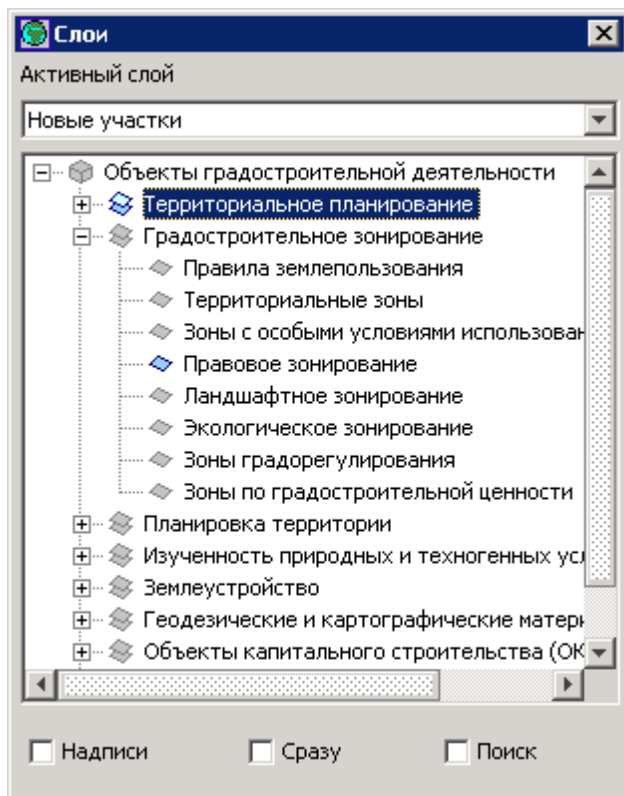 Слои
Активный слой
Новые участки
Объекты градостроительной деятельности
Территориальное планирование
Градостроительное зонирование
Правила землепользования
Территориальные зоны
Зоны с особыми условиями использован
Правовое зонирование
Ландшафтное зонирование
Экологическое зонирование
Зоны градорегулирования
Зоны по градостроительной ценности
Планировка территории
Изученность природных и техногенных усл
Землеустройство
Геодезические и картографические матери
Объекты капитального строительства (ОК
Надписи Сразу Поиск